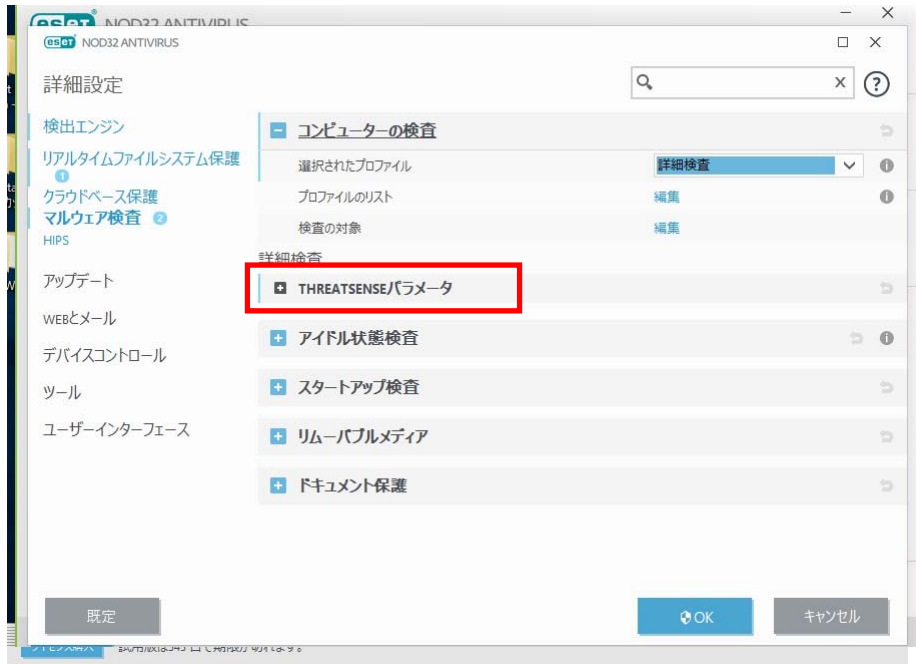 eset NOD32 ANTIVIRUS
eset NOD32 ANTIVIRUS
詳細設定
x ?
検出エンジン
リアルタイムファイルシステム保護
1
クラウドベース保護
マルウェア検査 2
HIPS
アップデート
WEBとメール
デバイスコントロール
ツール
ユーザーインターフェース
コンピューターの検査
選択されたプロファイル 詳細検査
プロファイルのリスト 編集
検査の対象 編集
詳細検査
THREATSENSEパラメータ
アイドル状態検査
スタートアップ検査
リムーバブルメディア
ドキュメント保護
既定 OK キャンセル